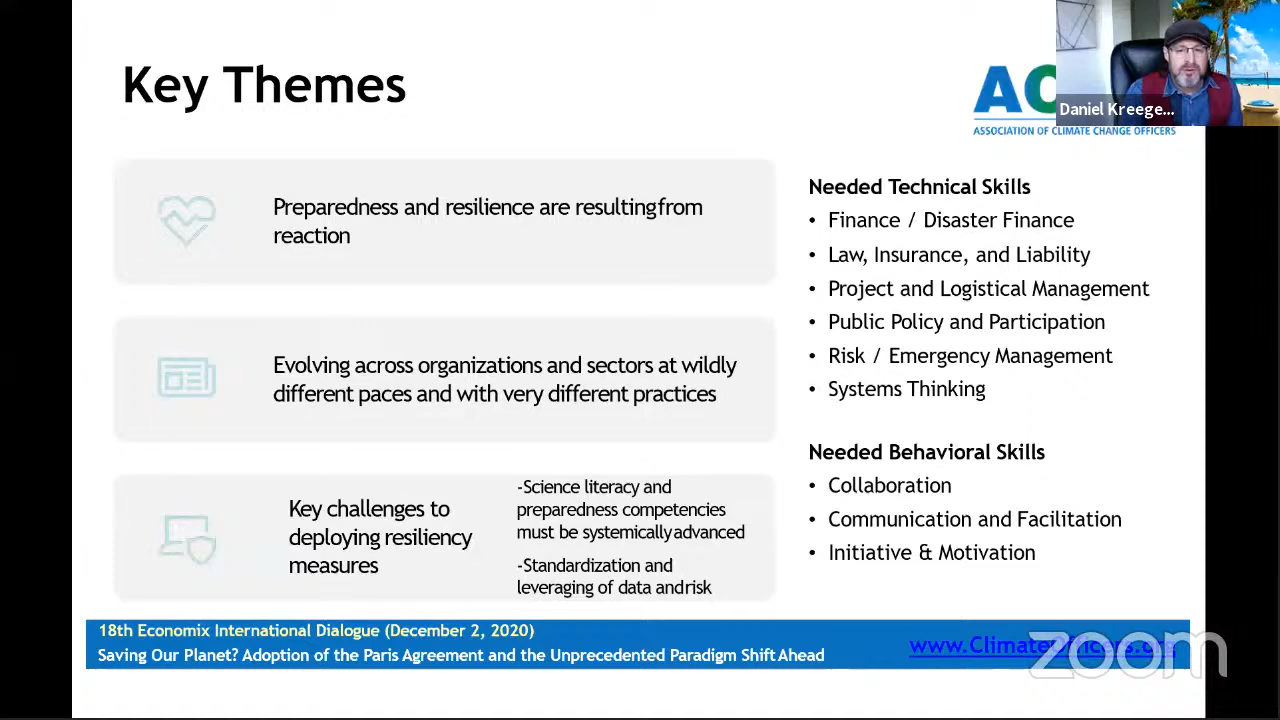 Key Themes
Daniel Kreege...
ASSOCIATION OF CLIMATE CHANGE OFFICERS
Preparedness and resilience are resultingfrom
reaction
Evolving across organizations and sectors at wildly
different paces and with very different practices
Key challenges to
deploying resiliency
measures
-Science literacy and
preparedness competencies
must be systemicallyadvanced
-Standardization and
leveraging of data andrisk
Needed Technical Skills
• Finance / Disaster Finance
• Law, Insurance, and Liability
• Project and Logistical Management
• Public Policy and Participation
• Risk / Emergency Management
• Systems Thinking
Needed Behavioral Skills
• Collaboration
• Communication and Facilitation
• Initiative & Motivation
18th Economix International Dialogue (December 2, 2020)
Saving Our Planet? Adoption of the Paris Agreement and the Unprecedented Paradigm Shift Ahead
www.ClimateOfficers.org
zoom